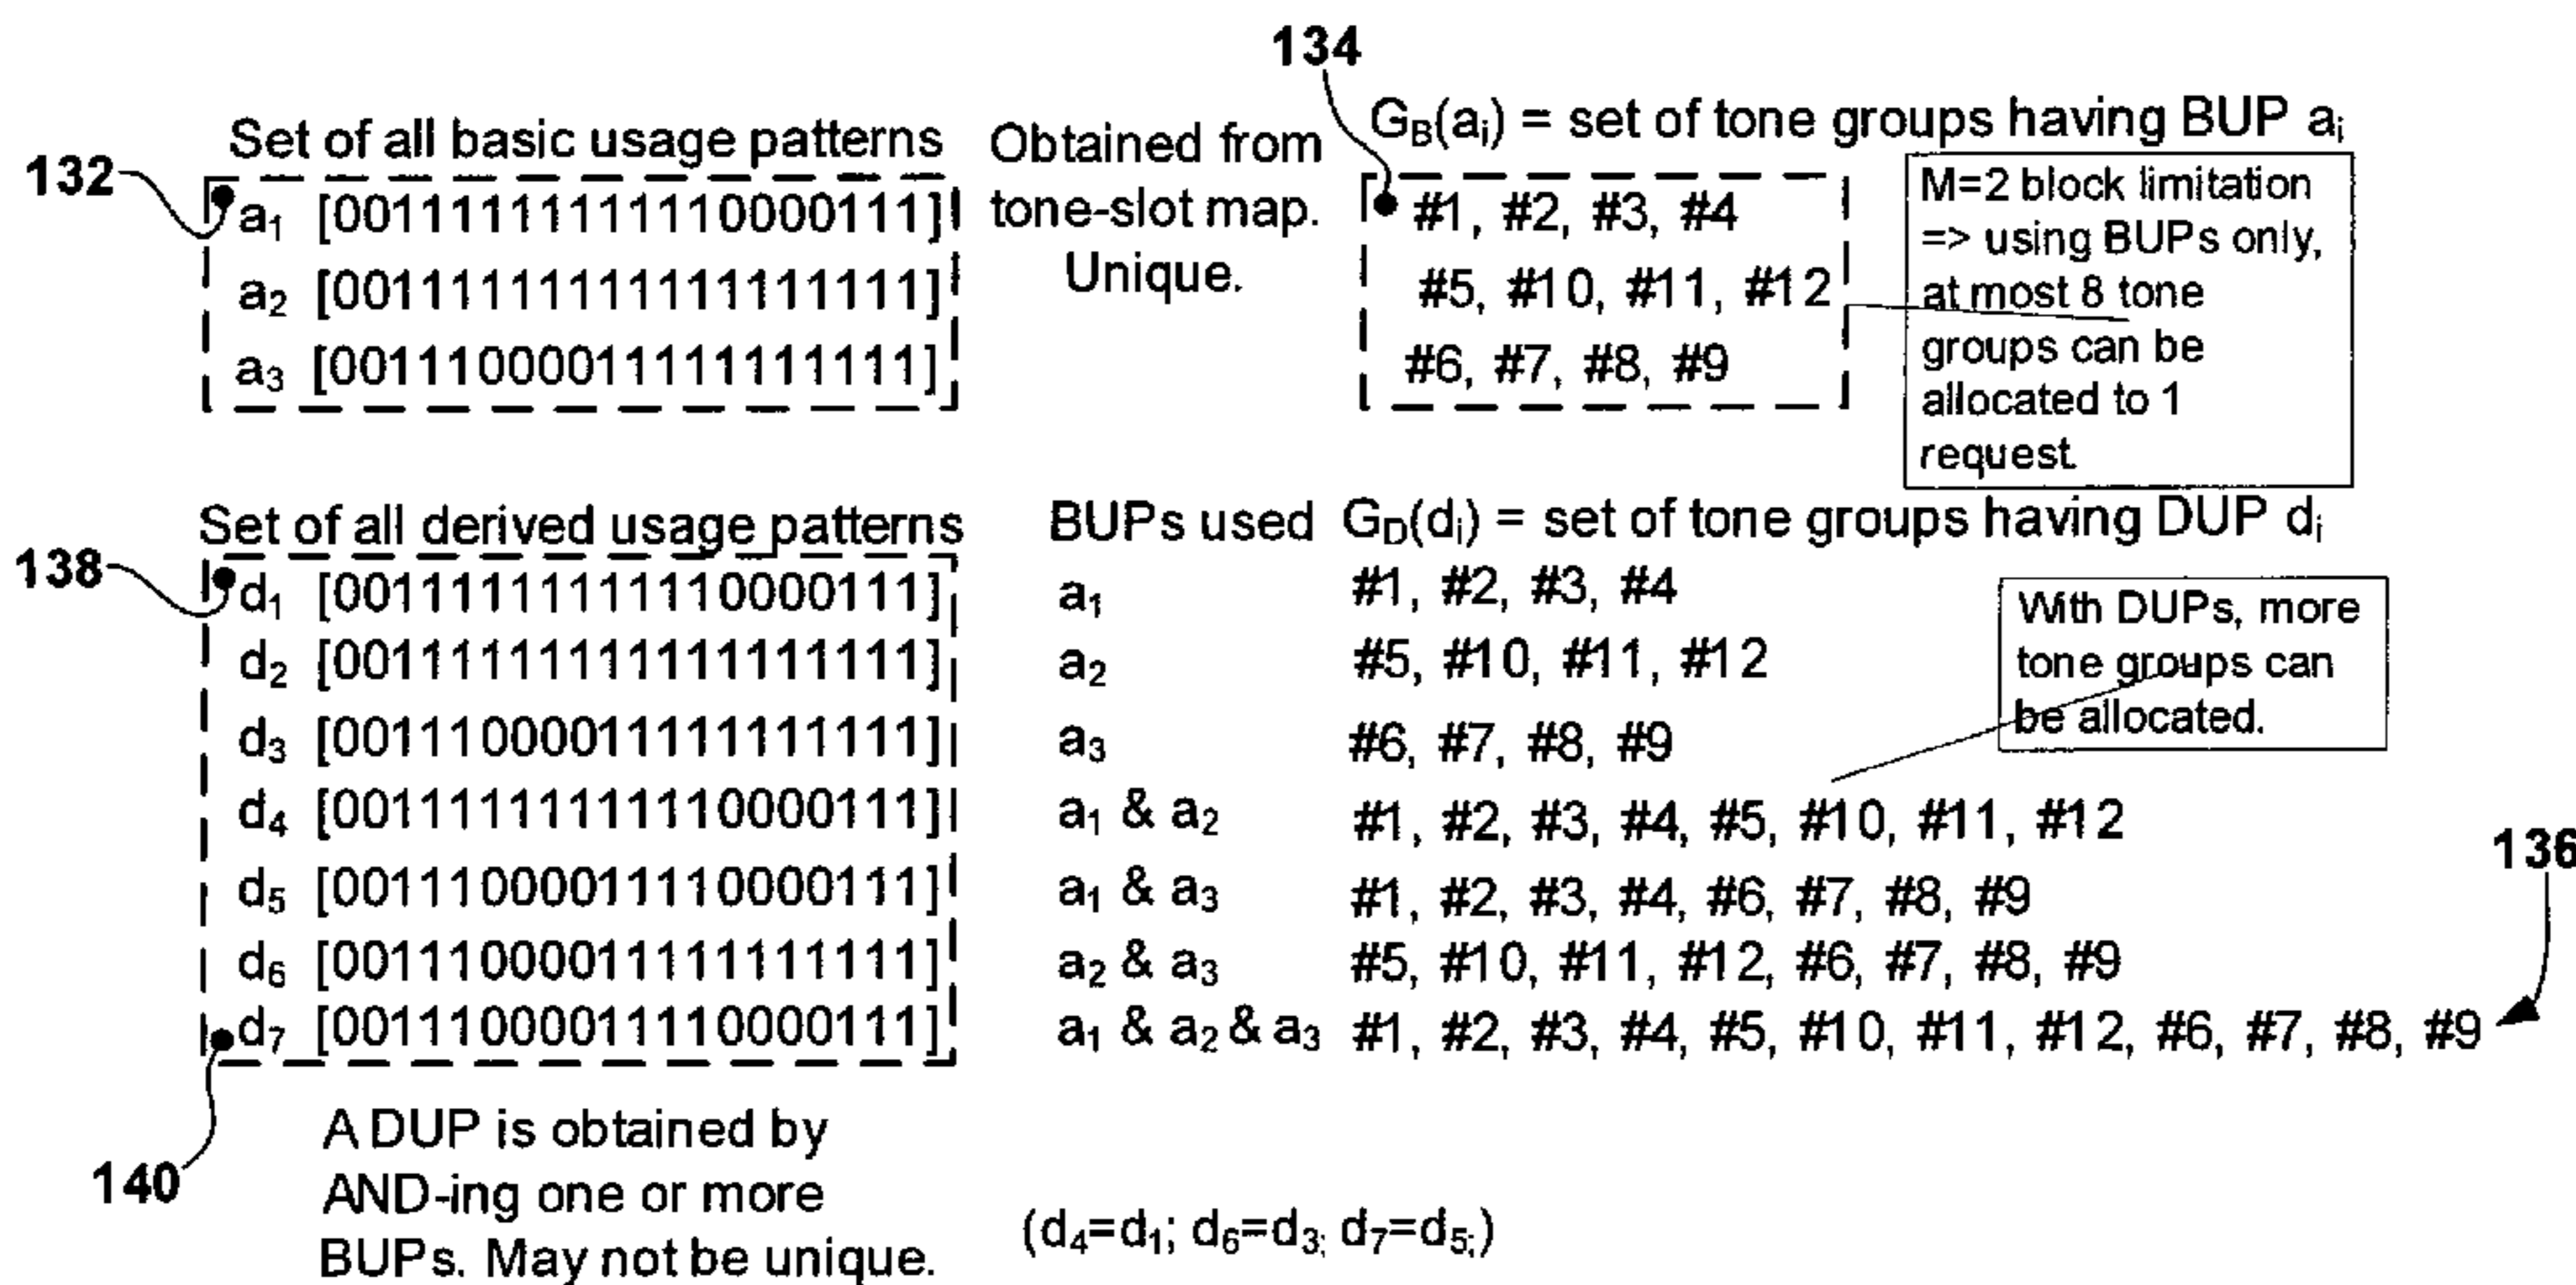 134
132
Set of all basic usage patterns
Obtained from
tone-slot map.
Unique.
G_B(a_i) = set of tone groups having BUP a_i
a₁ [00111111111110000111]
#1, #2, #3, #4
a₂ [00111111111111111111]
#5, #10, #11, #12
a₃ [00111000011111111111]
#6, #7, #8, #9
M=2 block limitation
=> using BUPs only,
at most 8 tone
groups can be
allocated to 1
request.
Set of all derived usage patterns
BUPs used
G_D(d_i) = set of tone groups having DUP d_i
138
d₁ [00111111111110000111]
a₁
#1, #2, #3, #4
d₂ [00111111111111111111]
a₂
#5, #10, #11, #12
d₃ [00111000011111111111]
a₃
#6, #7, #8, #9
With DUPs, more
tone groups can
be allocated.
d₄ [00111111111110000111]
a₁ & a₂
#1, #2, #3, #4, #5, #10, #11, #12
136
d₅ [00111000011110000111]
a₁ & a₃
#1, #2, #3, #4, #6, #7, #8, #9
d₆ [00111000011111111111]
a₂ & a₃
#5, #10, #11, #12, #6, #7, #8, #9
d₇ [00111000011110000111]
a₁ & a₂ & a₃
#1, #2, #3, #4, #5, #10, #11, #12, #6, #7, #8, #9
140
A DUP is obtained by
AND-ing one or more
BUPs. May not be unique.
(d₄=d₁; d₆=d₃; d₇=d₅;)